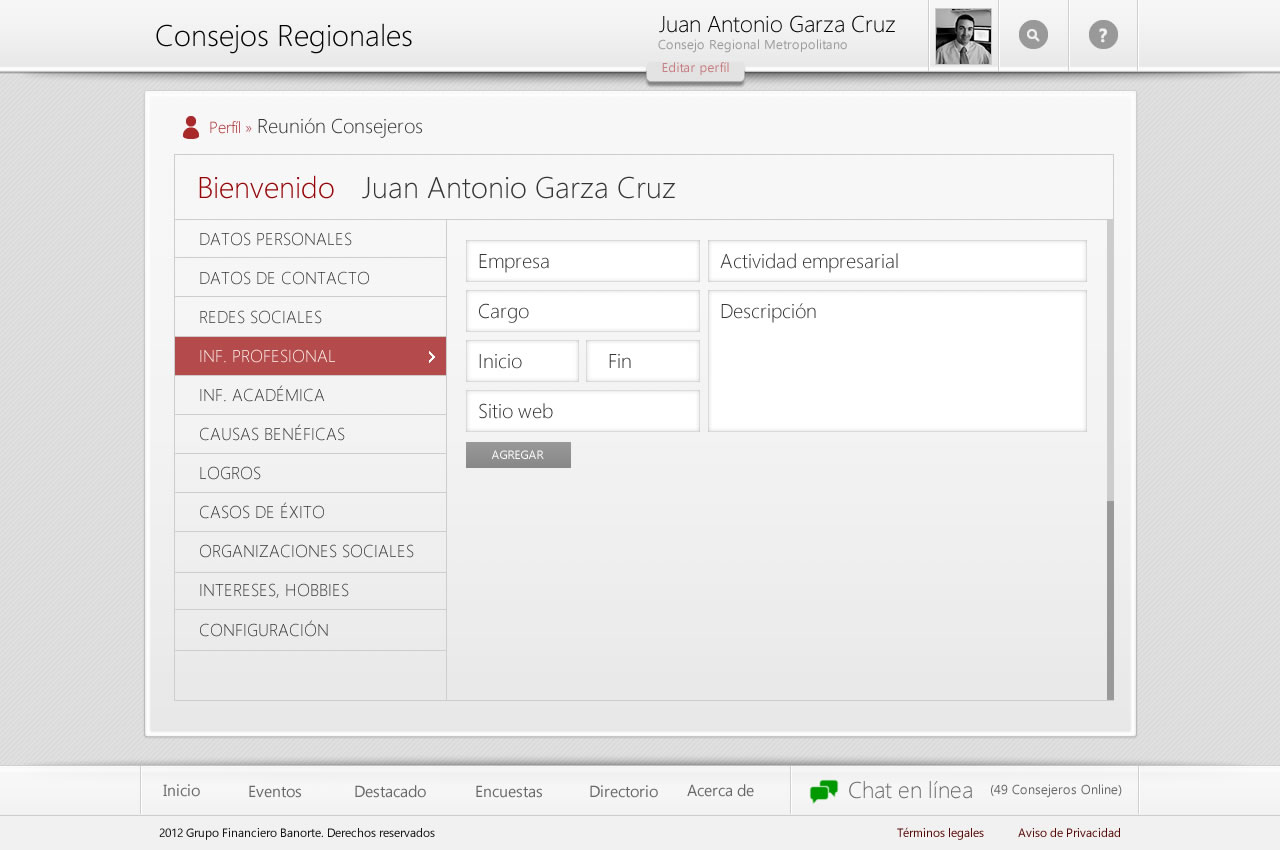 Consejos Regionales
Juan Antonio Garza Cruz
Consejo Regional Metropolitano
Editar perfíl
?
Perfíl » Reunión Consejeros
Bienvenido Juan Antonio Garza Cruz
DATOS PERSONALES
DATOS DE CONTACTO
REDES SOCIALES
INF. PROFESIONAL
INF. ACADÉMICA
CAUSAS BENÉFICAS
LOGROS
CASOS DE ÉXITO
ORGANIZACIONES SOCIALES
INTERESES, HOBBIES
CONFIGURACIÓN
Empresa
Actividad empresarial
Cargo
Descripción
Inicio
Fin
Sitio web
AGREGAR
Inicio Eventos Destacado Encuestas Directorio Acerca de
Chat en línea (49 Consejeros Online)
2012 Grupo Financiero Banorte. Derechos reservados
Términos legales Aviso de Privacidad